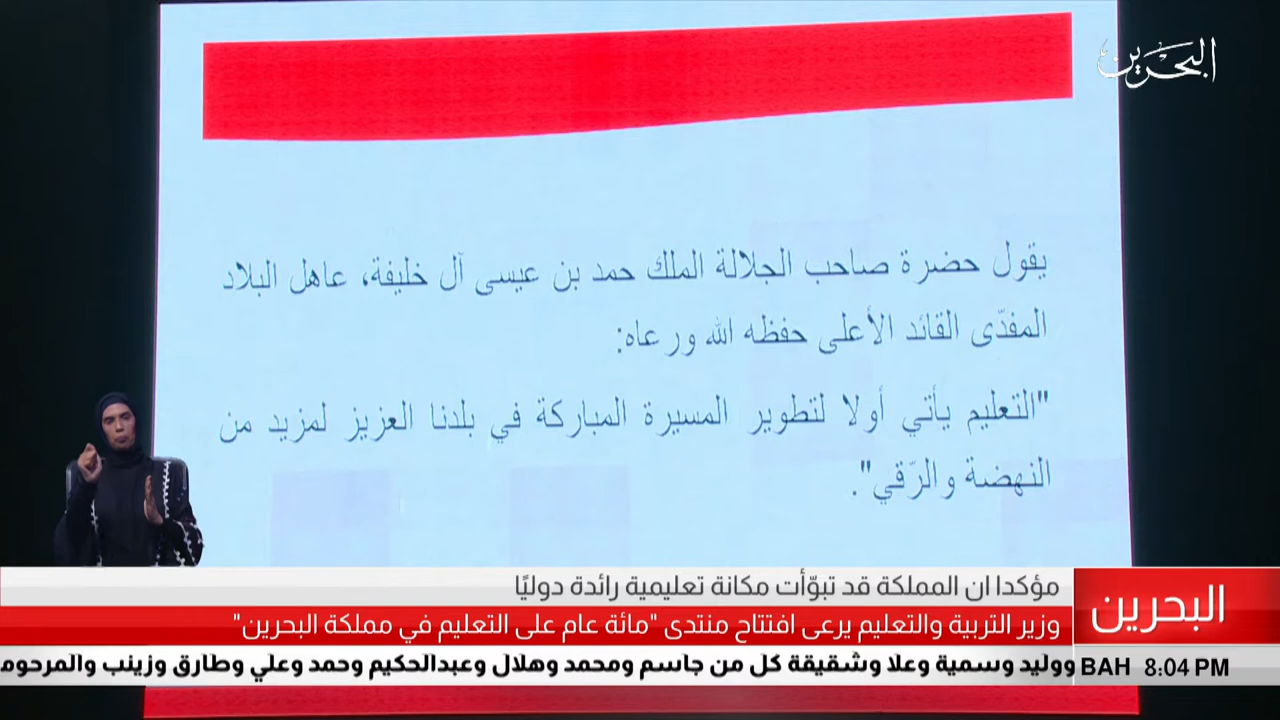 البحرين
يقول حضرة صاحب الجلالة الملك حمد بن عيسى آل خليفة، عاهل البلاد
المفدّى القائد الأعلى حفظه الله ورعاه:
"التعليم يأتي أولا لتطوير المسيرة المباركة في بلدنا العزيز لمزيد من
النهضة والرّقي".
مؤكدا ان المملكة قد تبوّأت مكانة تعليمية رائدة دوليًا
البحرين
وزير التربية والتعليم يرعى افتتاح منتدى "مائة عام على التعليم في مملكة البحرين"
BAH 8:04 PM
ووليد وسمية وعلا وشقيقة كل من جاسم ومحمد وهلال وعبدالحكيم وحمد وعلي وطارق وزينب والمرحوم